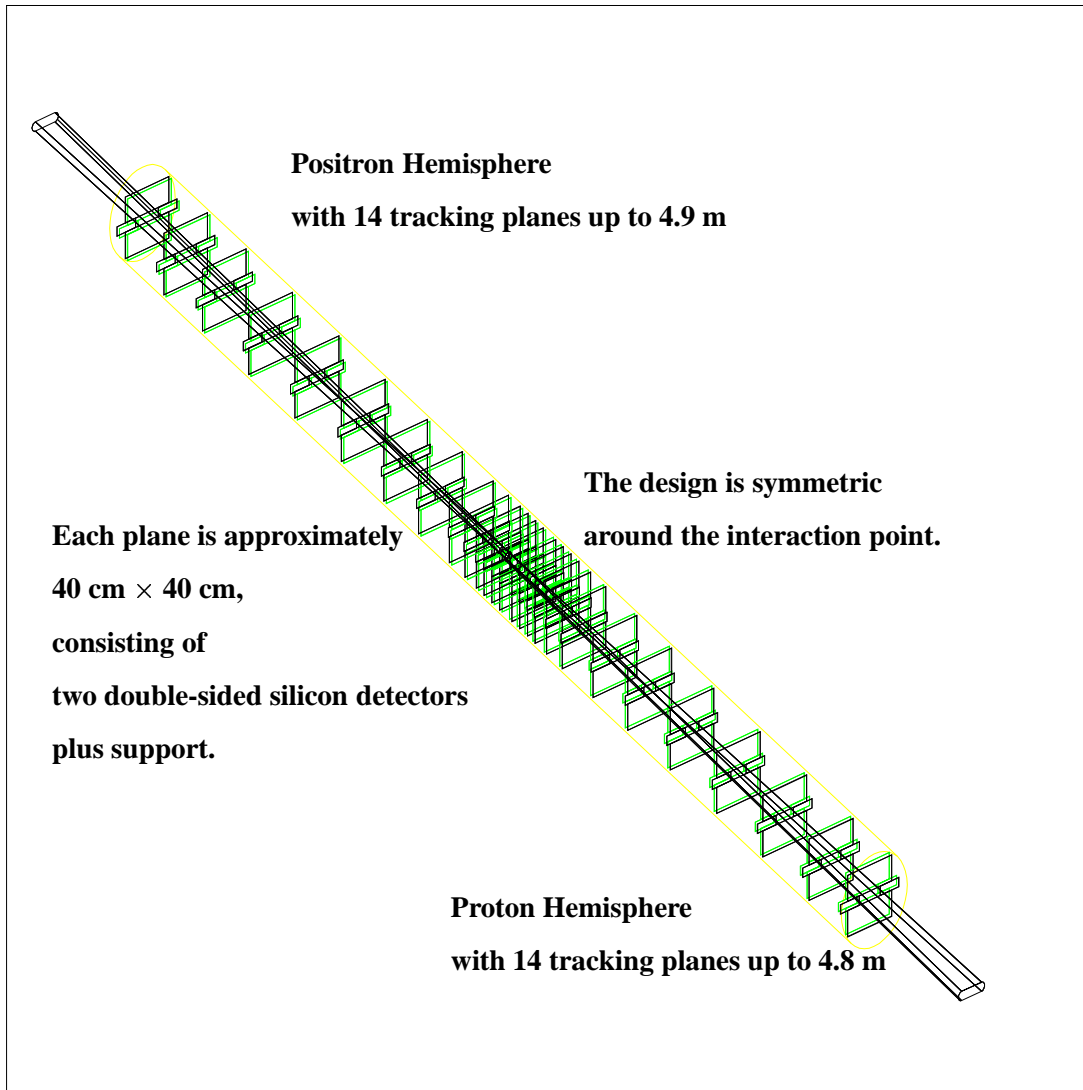 Positron Hemisphere
with 14 tracking planes up to 4.9 m
The design is symmetric
around the interaction point.
Each plane is approximately
40 cm × 40 cm,
consisting of
two double-sided silicon detectors
plus support.
Proton Hemisphere
with 14 tracking planes up to 4.8 m